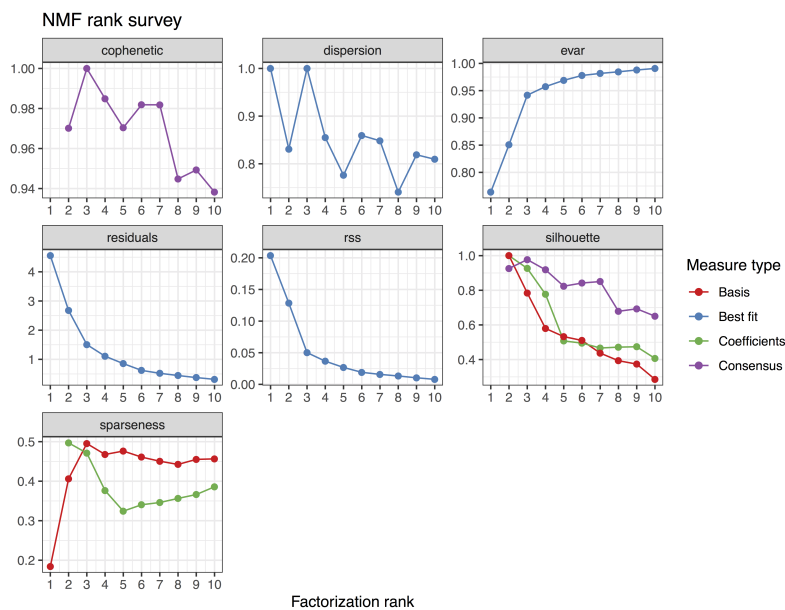 NMF rank survey
cophenetic
dispersion
evar
1.00
0.98
0.96
0.94
1 2 3 4 5 6 7 8 9 10
1.0
0.9
0.8
1 2 3 4 5 6 7 8 9 10
1.00
0.95
0.90
0.85
0.80
1 2 3 4 5 6 7 8 9 10
residuals
rss
silhouette
4
3
2
1
1 2 3 4 5 6 7 8 9 10
0.20
0.15
0.10
0.05
0.00
1 2 3 4 5 6 7 8 9 10
1.0
0.8
0.6
0.4
1 2 3 4 5 6 7 8 9 10
Measure type
Basis
Best fit
Coefficients
Consensus
sparseness
0.5
0.4
0.3
0.2
1 2 3 4 5 6 7 8 9 10
Factorization rank